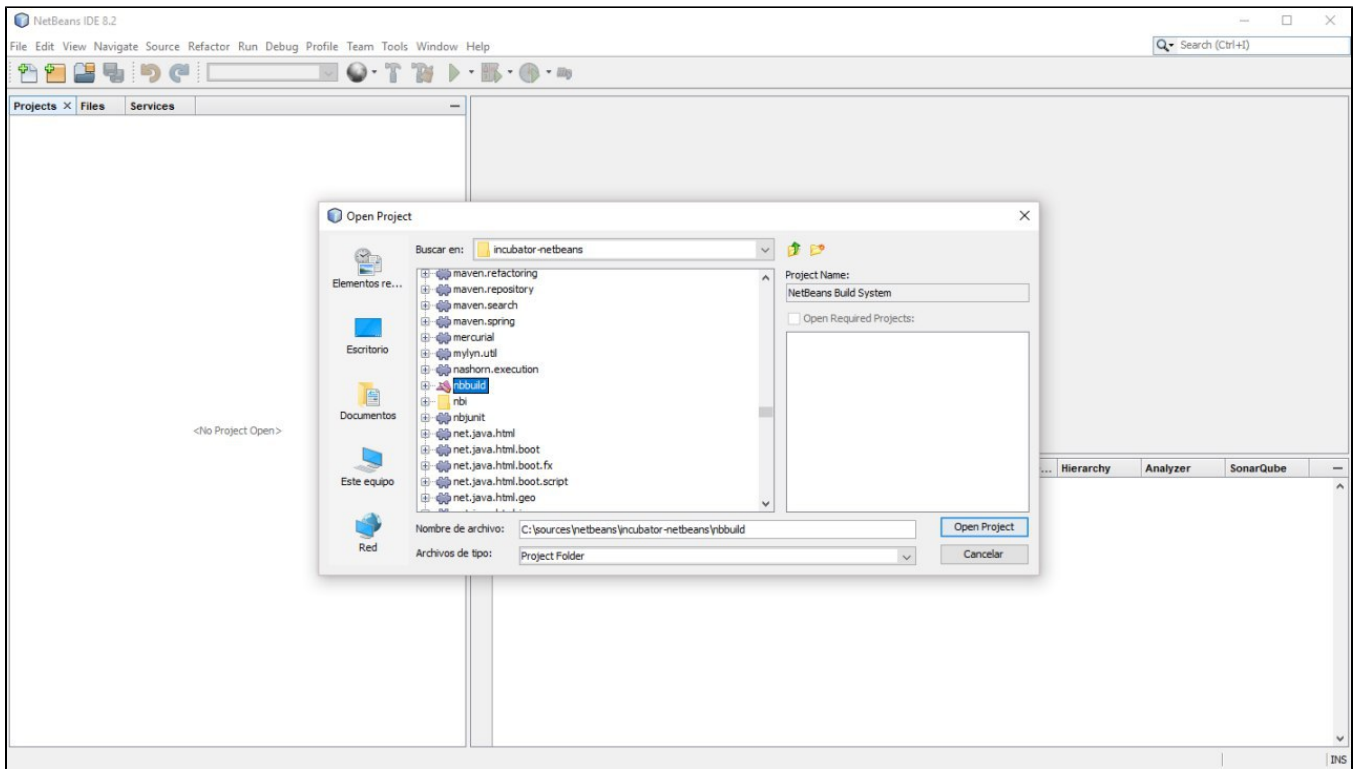 NetBeans IDE 8.2
File Edit View Navigate Source Refactor Run Debug Profile Team Tools Window Help
Search (Ctrl+I)
Projects Files Services
<No Project Open>
Open Project
Buscar en: incubator-netbeans
Elementos re...
Escritorio
Documentos
Este equipo
Red
maven.refactoring
maven.repository
maven.search
maven.spring
mercurial
mylyn.util
nashorn.execution
nbbuild
nbi
nbjunit
net.java.html
net.java.html.boot
net.java.html.boot.fx
net.java.html.boot.script
net.java.html.geo
Project Name:
NetBeans Build System
Open Required Projects:
Nombre de archivo: C:\sources\netbeans\incubator-netbeans\nbbuild
Open Project
Archivos de tipo: Project Folder
Cancelar
... Hierarchy Analyzer SonarQube
INS